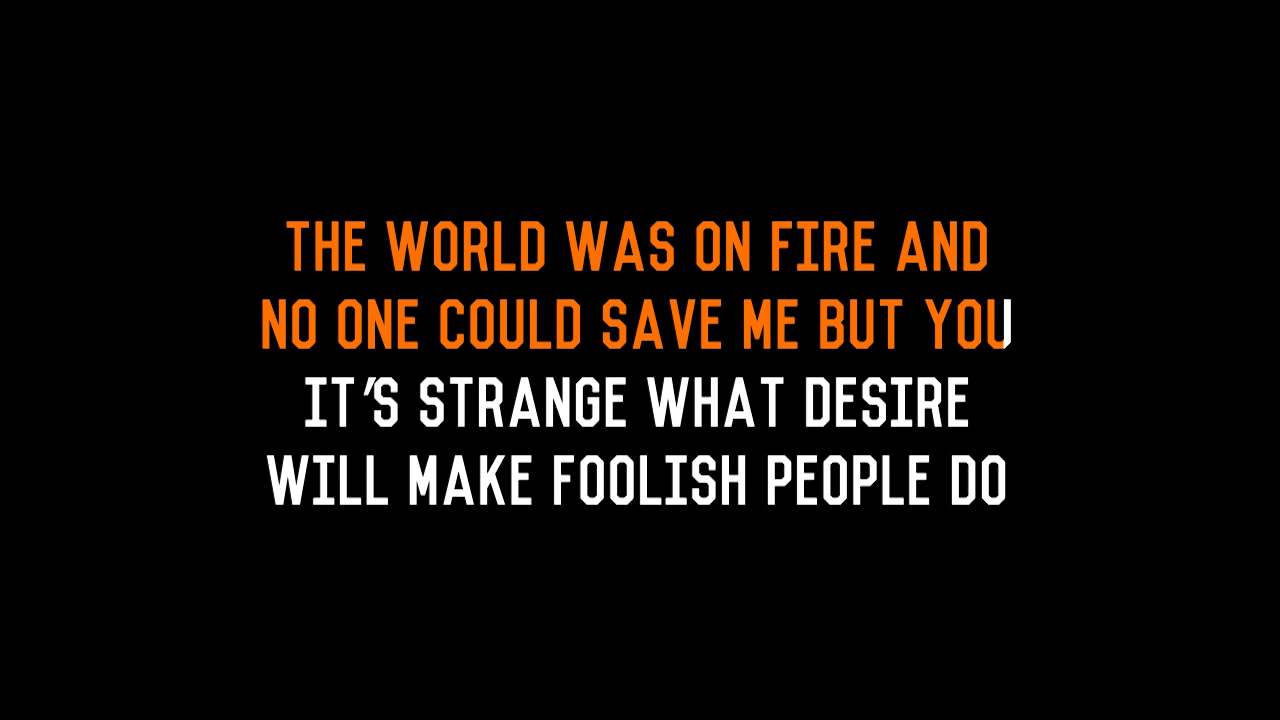 THE WORLD WAS ON FIRE AND
NO ONE COULD SAVE ME BUT YOU
IT'S STRANGE WHAT DESIRE
WILL MAKE FOOLISH PEOPLE DO